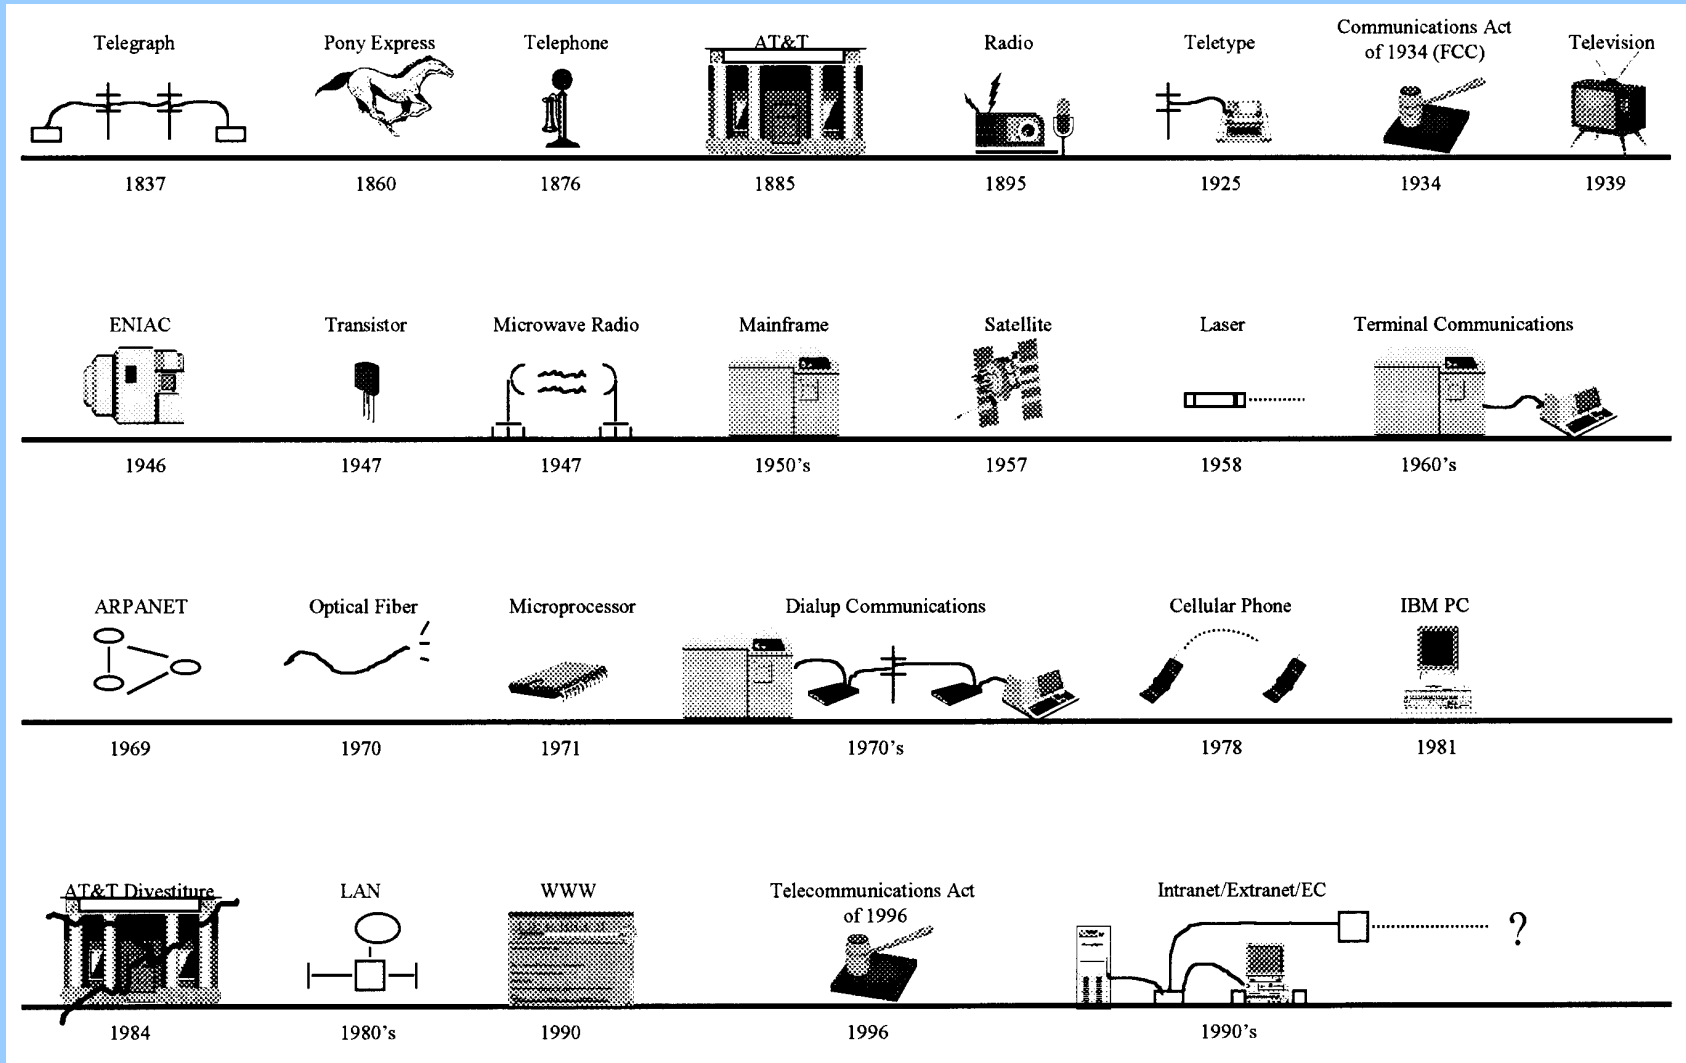 Telegraph
Pony Express
Telephone
AT&T
Radio
Teletype
Communications Act
of 1934 (FCC)
Television
1837
1860
1876
1885
1895
1925
1934
1939
ENIAC
Transistor
Microwave Radio
Mainframe
Satellite
Laser
Terminal Communications
1946
1947
1947
1950's
1957
1958
1960's
ARPANET
Optical Fiber
Microprocessor
Dialup Communications
Cellular Phone
IBM PC
1969
1970
1971
1970's
1978
1981
AT&T Divestiture
LAN
WWW
Telecommunications Act
of 1996
Intranet/Extranet/EC
?
1984
1980's
1990
1996
1990's